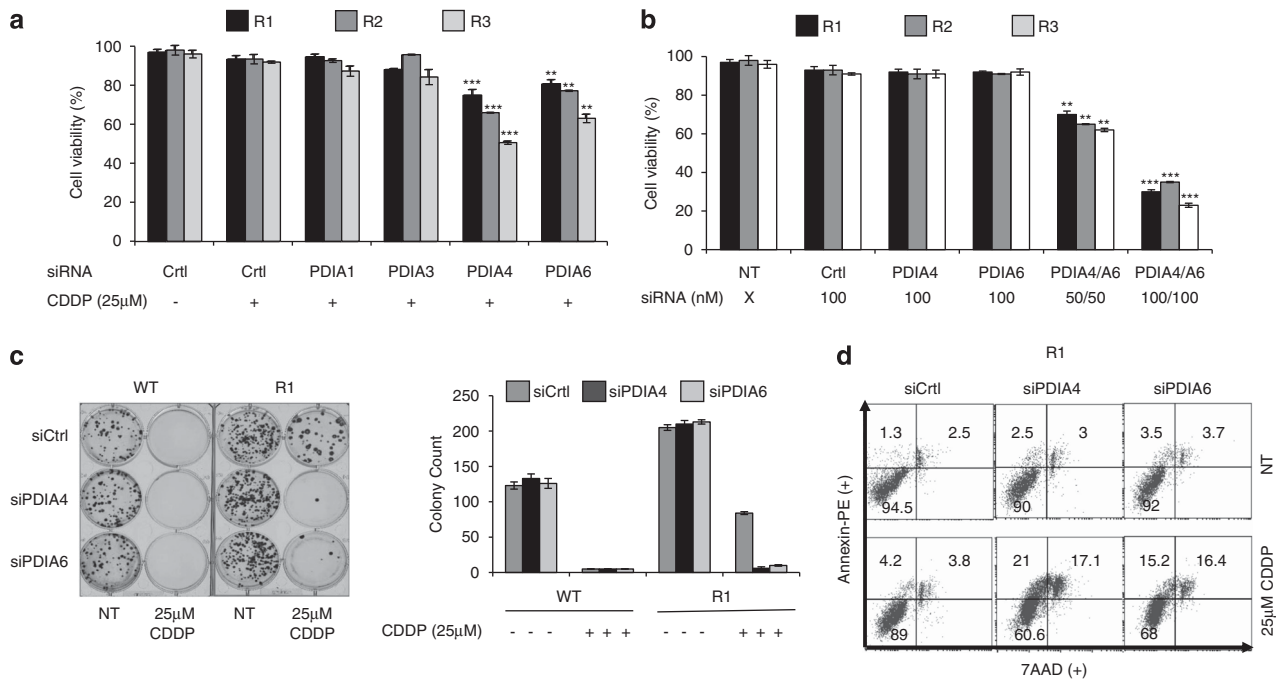 a
R1 R2 R3
Cell viability (%)
100
80
60
40
20
0
*** *** *** ** ** **
siRNA Crtl Crtl PDIA1 PDIA3 PDIA4 PDIA6
CDDP (25μM) - + + + + +
b
R1 R2 R3
Cell viability (%)
100
80
60
40
20
0
** ** ** *** *** ***
NT Crtl PDIA4 PDIA6 PDIA4/A6 PDIA4/A6
siRNA (nM) X 100 100 100 50/50 100/100
c
WT R1
siCtrl
siPDIA4
siPDIA6
NT 25μM CDDP NT 25μM CDDP
siCrtl siPDIA4 siPDIA6
Colony Count
250
200
150
100
50
0
WT R1
CDDP (25μM) - - - + + + - - - + + +
d
R1
siCrtl siPDIA4 siPDIA6
1.3 2.5 2.5 3 3.5 3.7
94.5 90 92
NT
4.2 3.8 21 17.1 15.2 16.4
89 60.6 68
25μM CDDP
Annexin-PE (+)
7AAD (+)